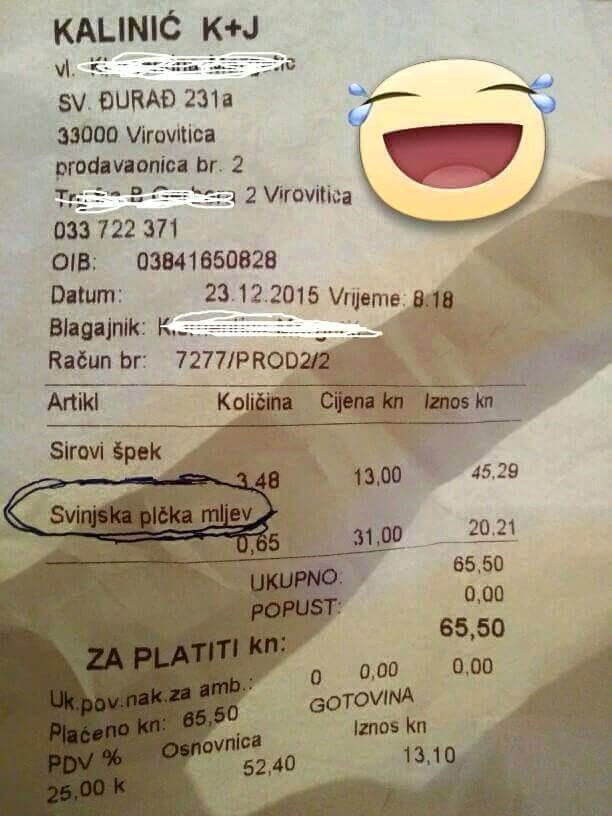 KALINIĆ K+J
vl.
SV. ĐURAĐ 231a
33000 Virovitica
prodavaonica br. 2
2 Virovitica
033 722 371
OIB: 03841650828
Datum: 23.12.2015 Vrijeme: 8.18
Blagajnik:
Račun br: 7277/PROD2/2
Artikl Količina Cijena kn Iznos kn
Sirovi špek
3,48 13,00 45,29
Svinjska plčka mljev
0,65 31,00 20,21
UKUPNO: 65,50
POPUST: 0,00
ZA PLATITI kn: 65,50
Uk.pov.nak.za amb.: 0 0,00 0,00
Plaćeno kn: 65,50 GOTOVINA
PDV % Osnovnica Iznos kn
25,00 k 52,40 13,10